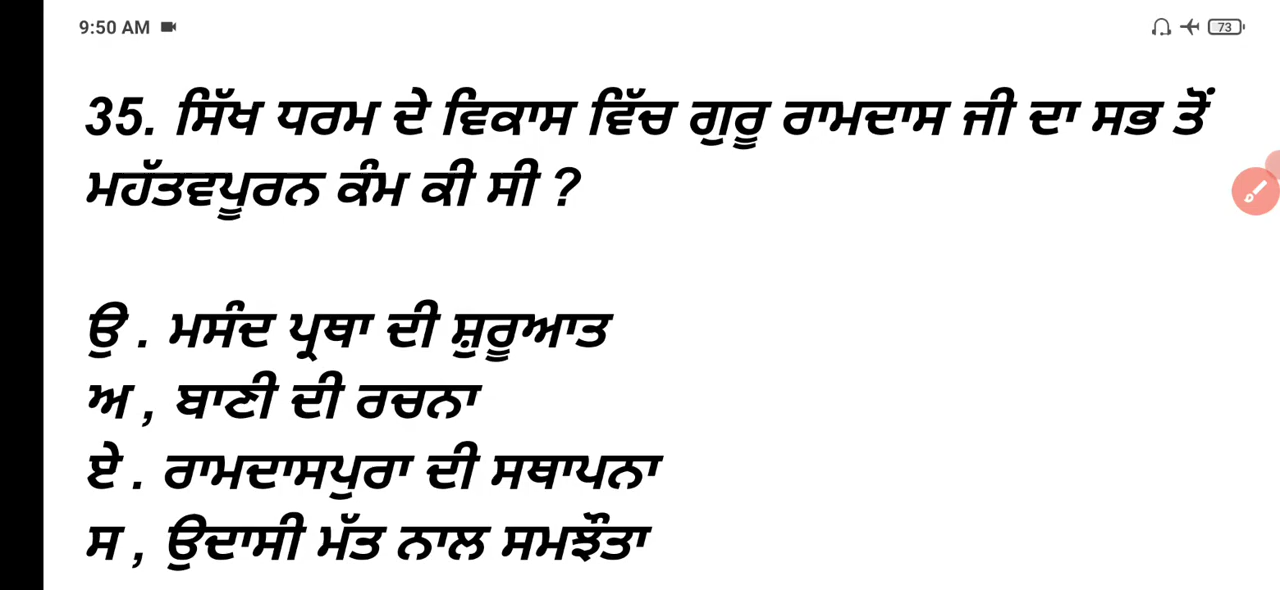 9:50 AM
73
35. ਸਿੱਖ ਧਰਮ ਦੇ ਵਿਕਾਸ ਵਿੱਚ ਗੁਰੂ ਰਾਮਦਾਸ ਜੀ ਦਾ ਸਭ ਤੋਂ
ਮਹੱਤਵਪੂਰਨ ਕੰਮ ਕੀ ਸੀ ?
ੳ . ਮਸੰਦ ਪ੍ਰਥਾ ਦੀ ਸ਼ੁਰੂਆਤ
ਅ , ਬਾਣੀ ਦੀ ਰਚਨਾ
ੲੇ . ਰਾਮਦਾਸਪੁਰਾ ਦੀ ਸਥਾਪਨਾ
ਸ , ਉਦਾਸੀ ਮੱਤ ਨਾਲ ਸਮਝੌਤਾ